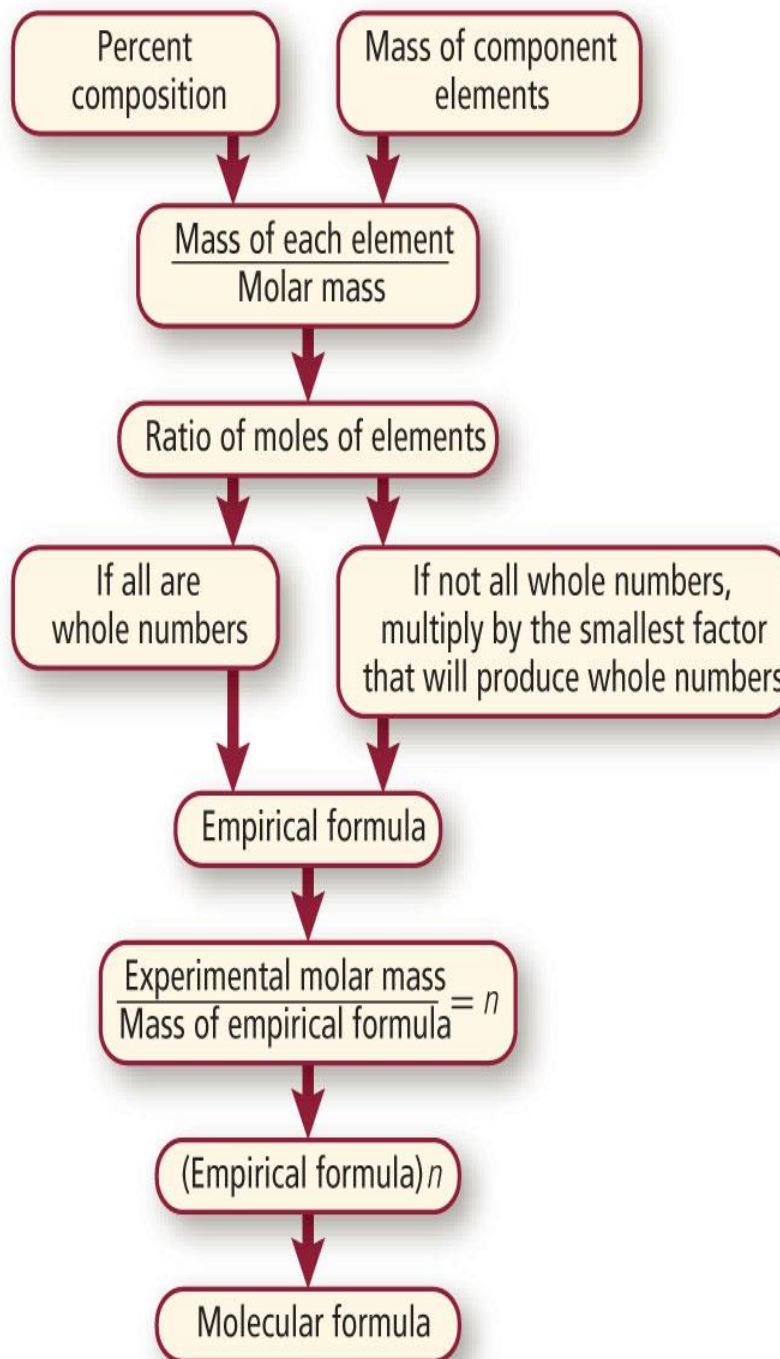 Percent
composition
Mass of component
elements
Mass of each element
Molar mass
Ratio of moles of elements
If all are
whole numbers
If not all whole numbers,
multiply by the smallest factor
that will produce whole numbers
Empirical formula
Experimental molar mass
Mass of empirical formula
= n
(Empirical formula)n
Molecular formula